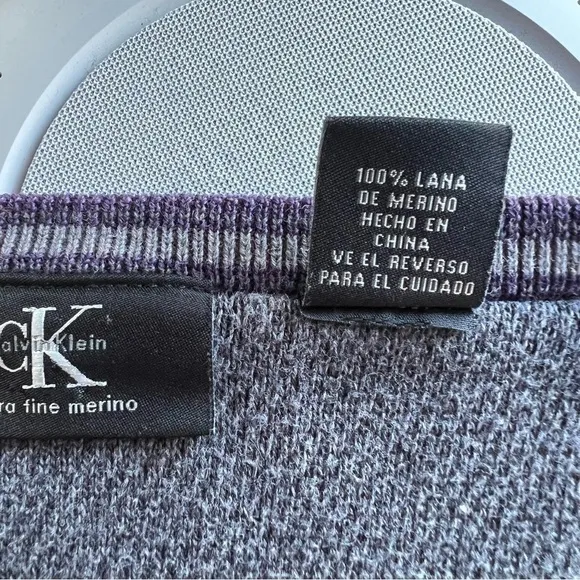 100% LANA
DE MERINO
HECHO EN
CHINA
VE EL REVERSO
PARA EL CUIDADO
CK
alvinKlein
ra fine merino